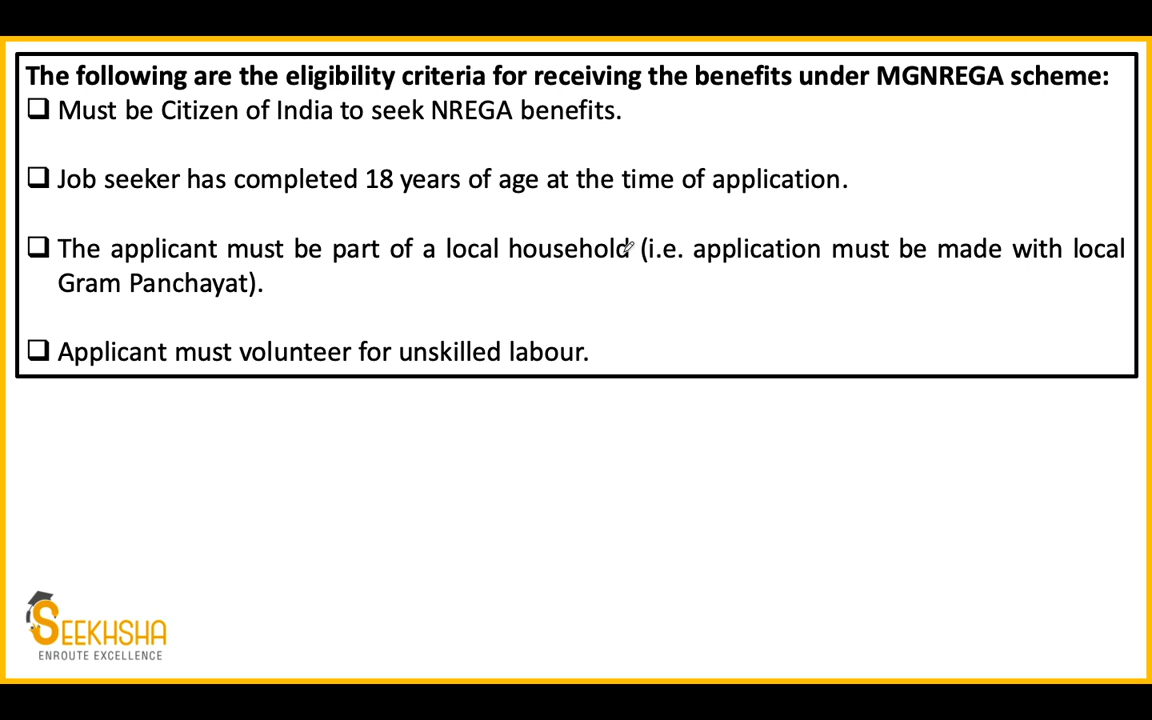 The following are the eligibility criteria for receiving the benefits under MGNREGA scheme:
❑ Must be Citizen of India to seek NREGA benefits.
❑ Job seeker has completed 18 years of age at the time of application.
❑ The applicant must be part of a local household (i.e. application must be made with local
Gram Panchayat).
❑ Applicant must volunteer for unskilled labour.
SEEKHSHA
ENROUTE EXCELLENCE